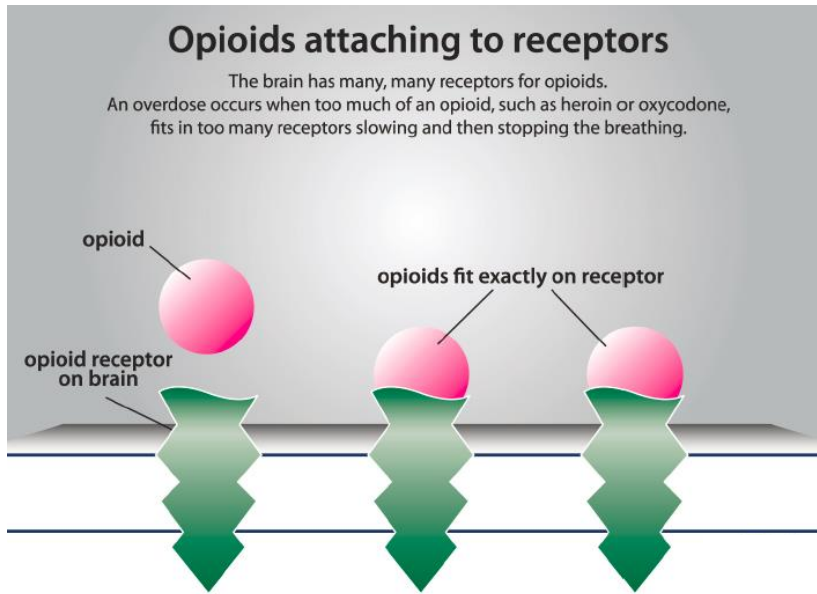 Opioids attaching to receptors
The brain has many, many receptors for opioids.
An overdose occurs when too much of an opioid, such as heroin or oxycodone,
fits in too many receptors slowing and then stopping the breathing.
opioid
opioids fit exactly on receptor
opioid receptor
on brain